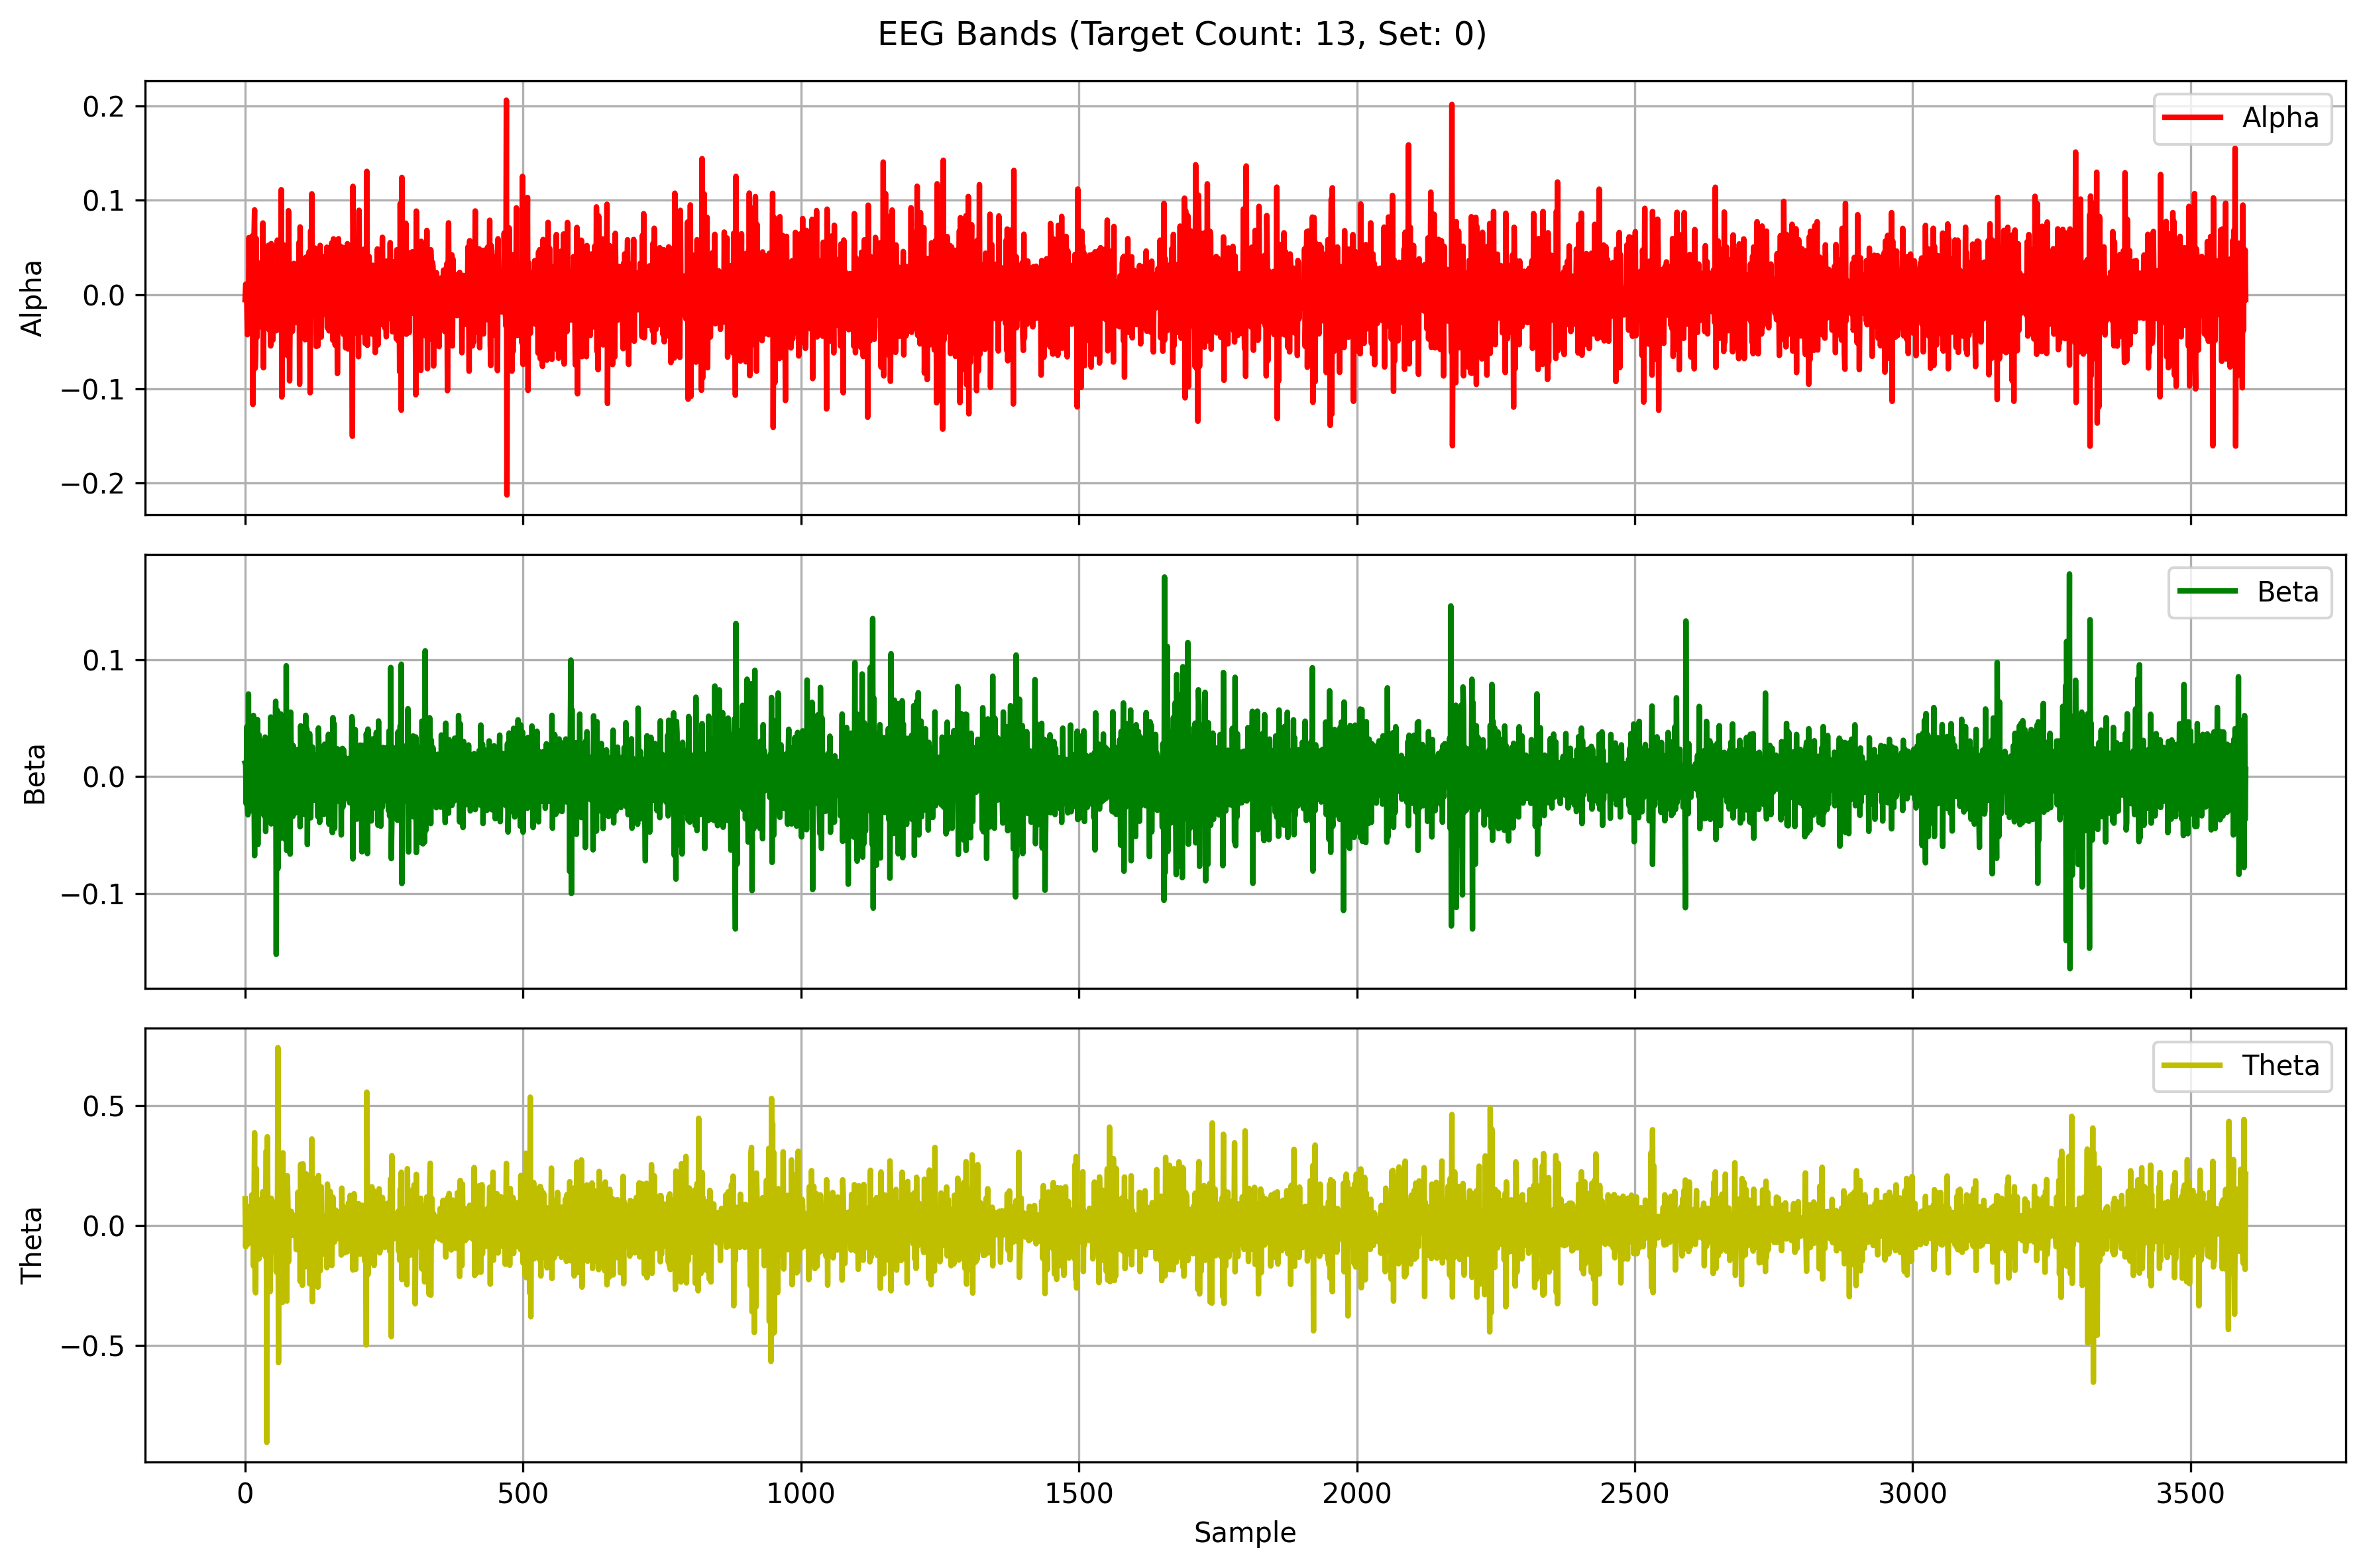 EEG Bands (Target Count: 13, Set: 0)
Alpha
0.2
0.1
0.0
−0.1
−0.2
Alpha
Beta
0.1
0.0
−0.1
Beta
Theta
0.5
0.0
−0.5
Theta
0 500 1000 1500 2000 2500 3000 3500
Sample